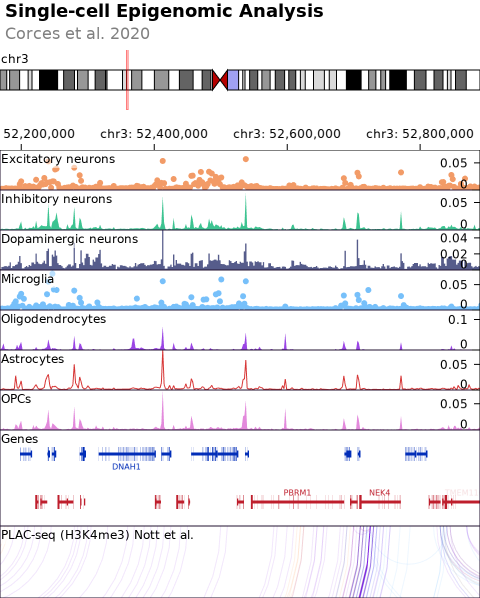 Single-cell Epigenomic Analysis
Corces et al. 2020
chr3
52,200,000 chr3: 52,400,000 chr3: 52,600,000 chr3: 52,800,000
Excitatory neurons 0.05
0
Inhibitory neurons 0.05
0
Dopaminergic neurons 0.04
0.02
0
Microglia 0.05
0
Oligodendrocytes 0.1
0
Astrocytes 0.05
0
OPCs 0.05
0
Genes
DNAH1
PBRM1 NEK4
PLAC-seq (H3K4me3) Nott et al.